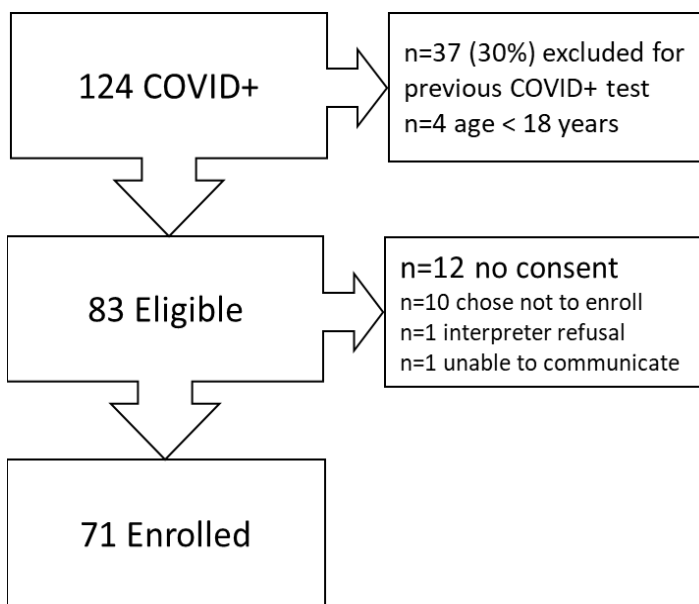 124 COVID+
n=37 (30%) excluded for
previous COVID+ test
n=4 age < 18 years
83 Eligible
n=12 no consent
n=10 chose not to enroll
n=1 interpreter refusal
n=1 unable to communicate
71 Enrolled